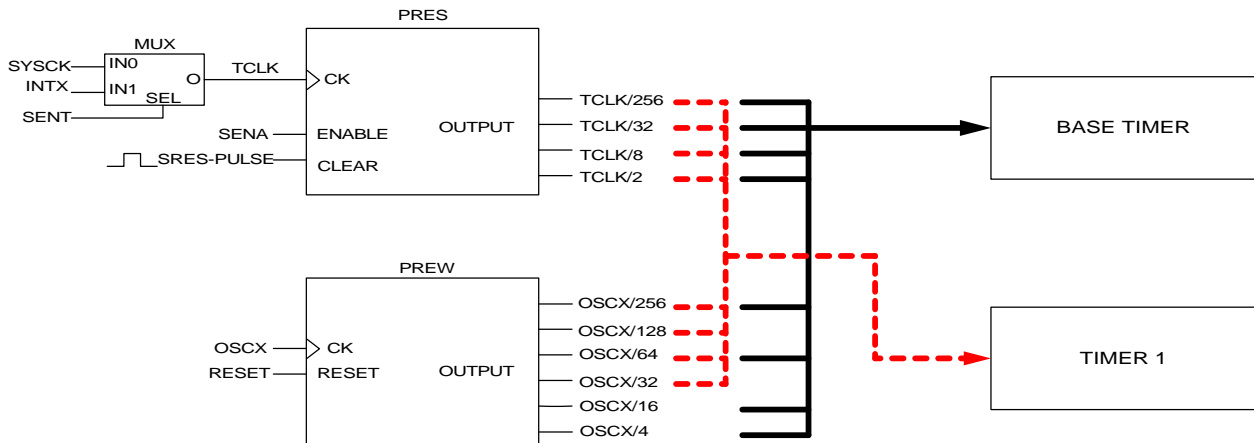 PRES
MUX
SYSCK
IN0
TCLK
O
CK
INTX
IN1
SEL
SENT
SENA
ENABLE
OUTPUT
SRES-PULSE
CLEAR
TCLK/256
TCLK/32
TCLK/8
TCLK/2
BASE TIMER
PREW
OSCX
CK
RESET
RESET
OUTPUT
OSCX/256
OSCX/128
OSCX/64
OSCX/32
OSCX/16
OSCX/4
TIMER 1